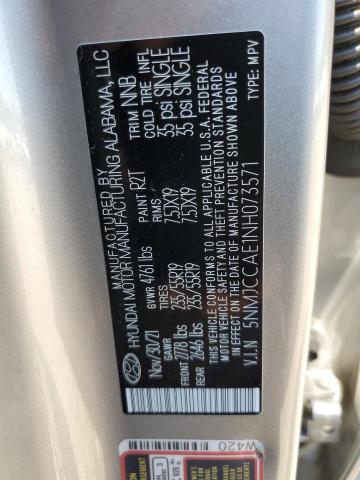 MANUFACTURED BY
HYUNDAI MOTOR MANUFACTURING ALABAMA, LLC
Nov/30/21 GVWR 4761 lbs PAINT R2T TRIM NNB
GAWR COLD TIRE INFL
FRONT 2778 lbs 235/55R19 7.5JX19 35 psi SINGLE
REAR 2646 lbs 235/55R19 7.5JX19 35 psi SINGLE
THIS VEHICLE CONFORMS TO ALL APPLICABLE U.S.A. FEDERAL
MOTOR VEHICLE SAFETY, BUMPER, AND
THEFT PREVENTION STANDARDS IN EFFECT ON
THE DATE OF MANUFACTURE SHOWN ABOVE.
V.I.N 5NMJCCAE1NH073571 TYPE: MPV
W420